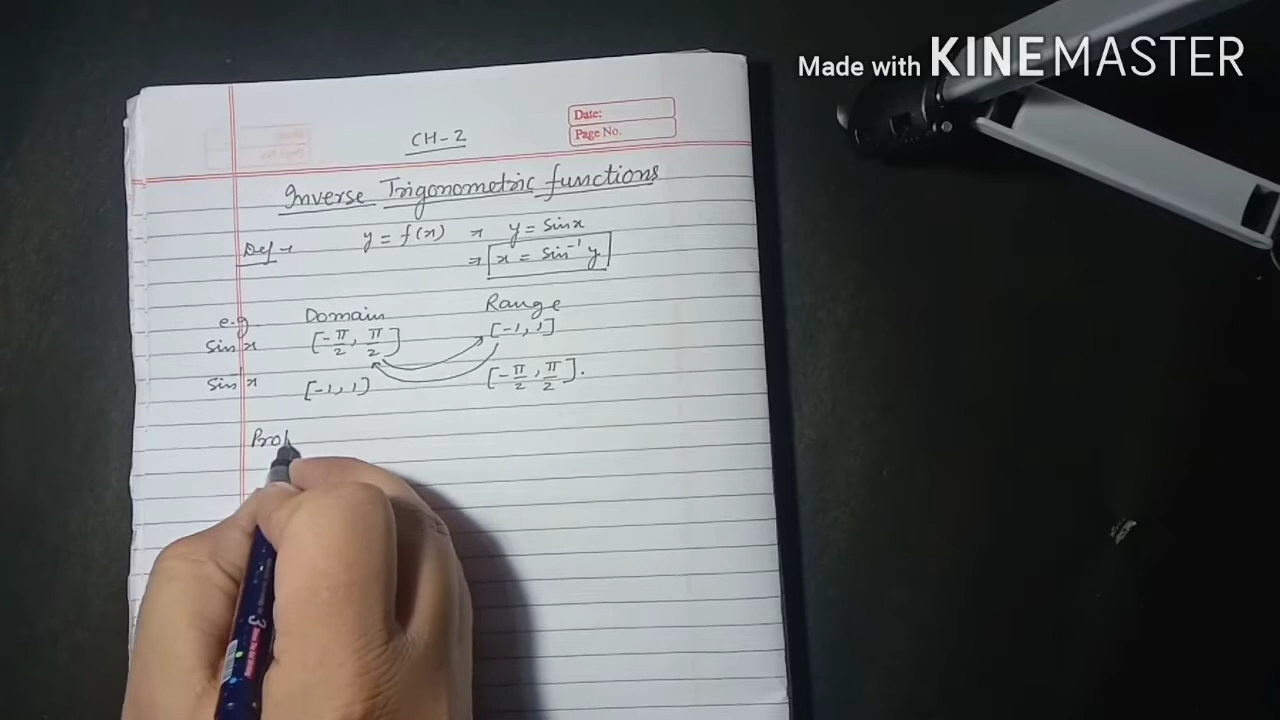 Made with KINEMASTER
Date:
Page No.
CH-2
Inverse Trigonometric functions
Def → y = f(x) ⇒ y = Sinx
⇒ x = Sin⁻¹ y
e.g. Domain Range
Sin x [-π/2, π/2] [-1, 1]
Sin⁻¹ x [-1, 1] [-π/2, π/2].